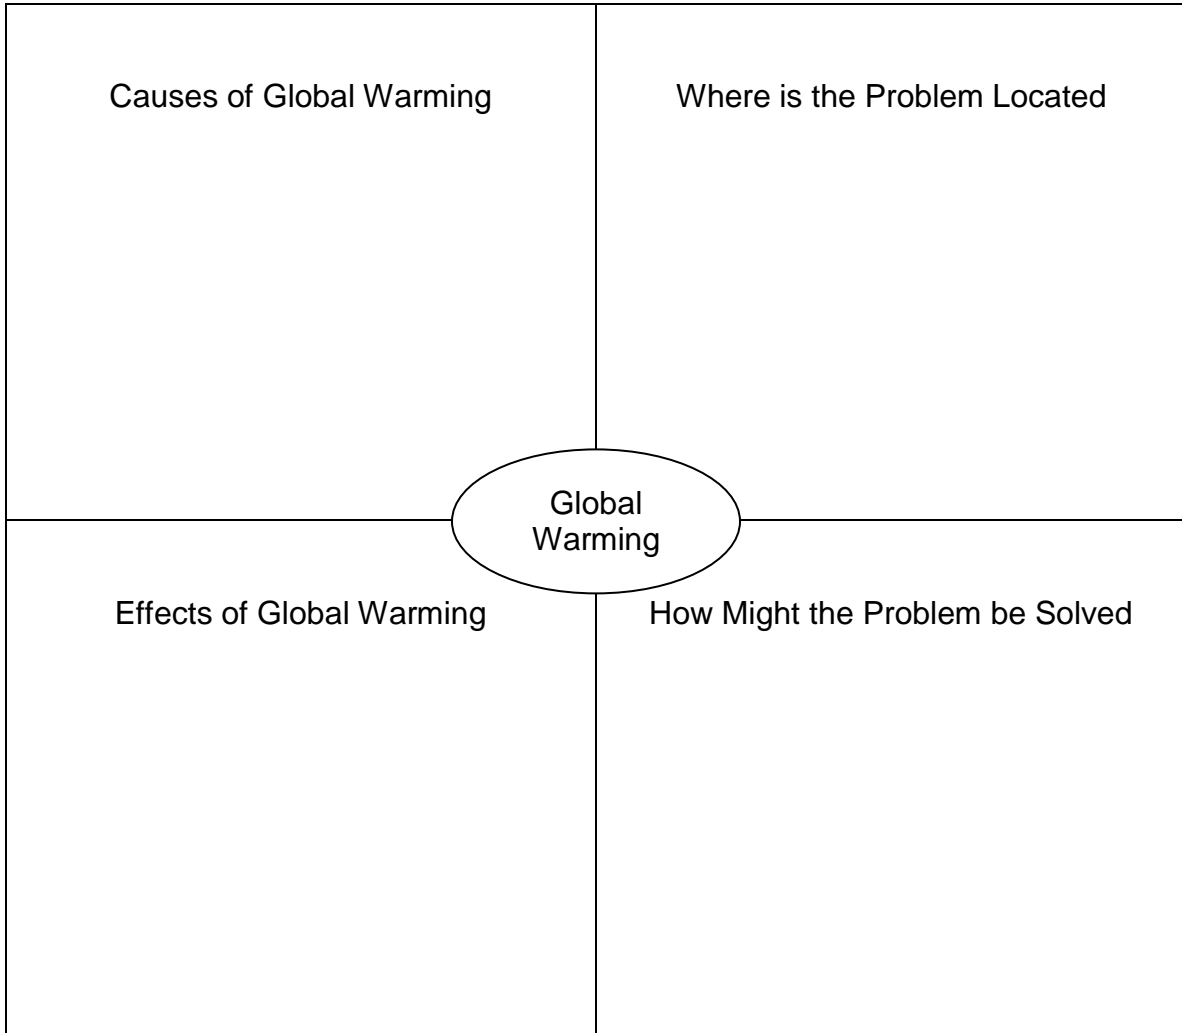 Causes of Global Warming
Where is the Problem Located
Global
Warming
Effects of Global Warming
How Might the Problem be Solved